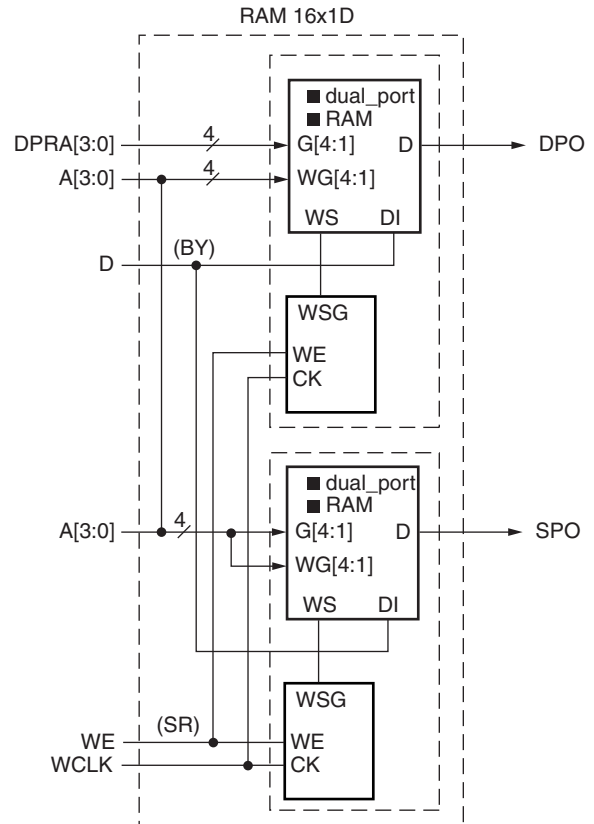 RAM 16x1D
dual_port
RAM
DPRA[3:0] 4 G[4:1] D DPO
A[3:0] 4 WG[4:1]
WS DI
D (BY)
WSG
WE
CK
dual_port
RAM
A[3:0] 4 G[4:1] D SPO
WG[4:1]
WS DI
WSG
WE (SR) WE
WCLK CK